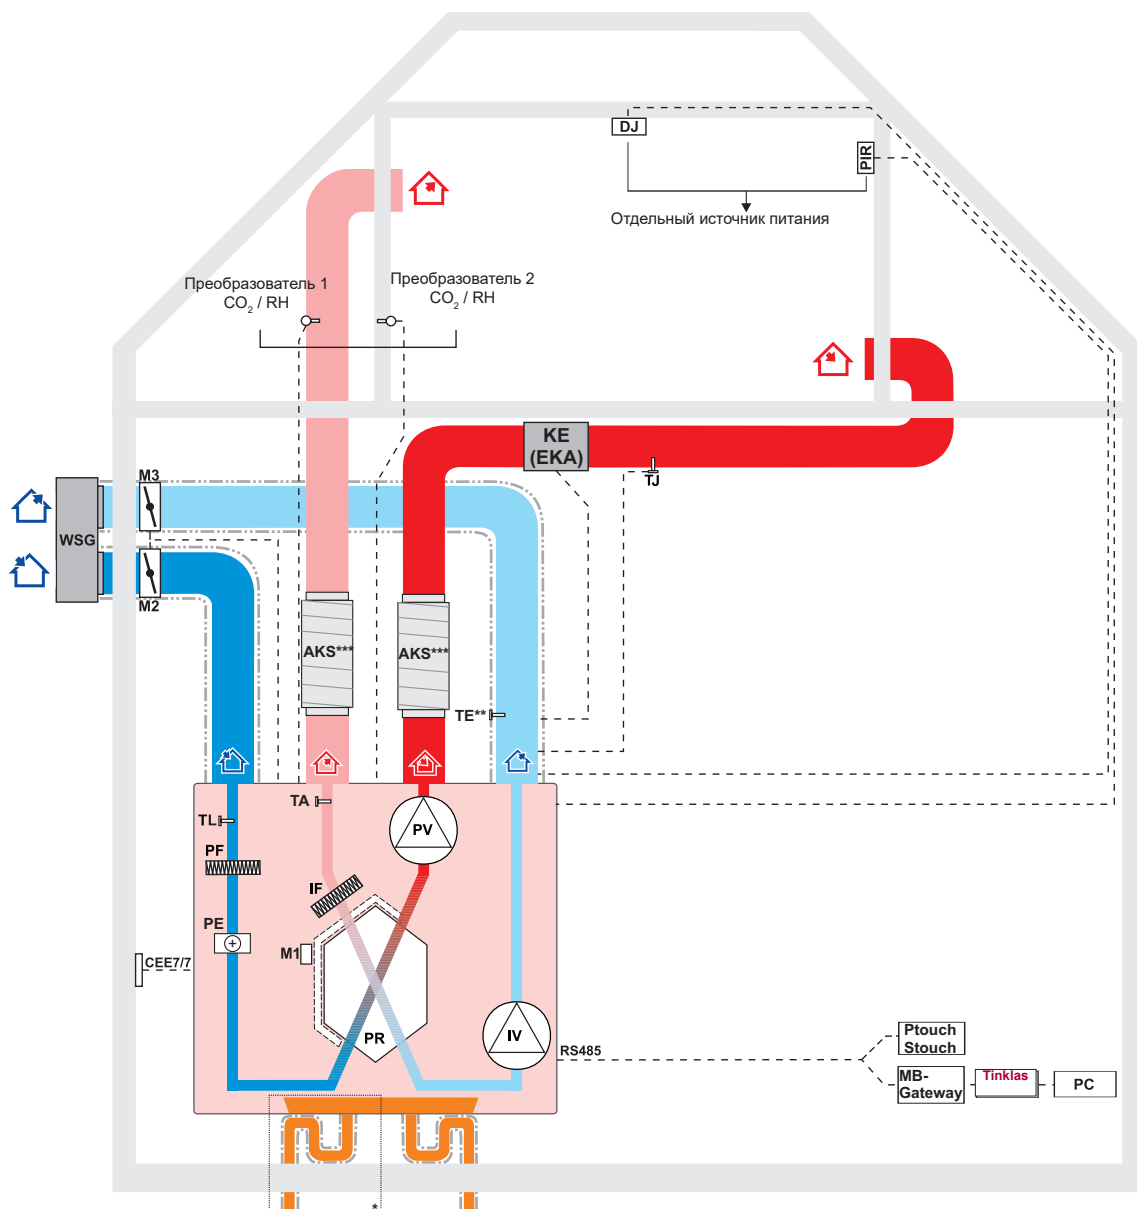 DJ
PIR
Отдельный источник питания
Преобразователь 1
CO2 / RH
Преобразователь 2
CO2 / RH
KE
(EKA)
TJ
M3
WSG
M2
AKS***
AKS***
TE**
TA
TL
PV
PF
IF
PE
M1
CEE7/7
PR
IV
RS485
Ptouch
Stouch
MB-
Gateway
Tinklas
PC
*